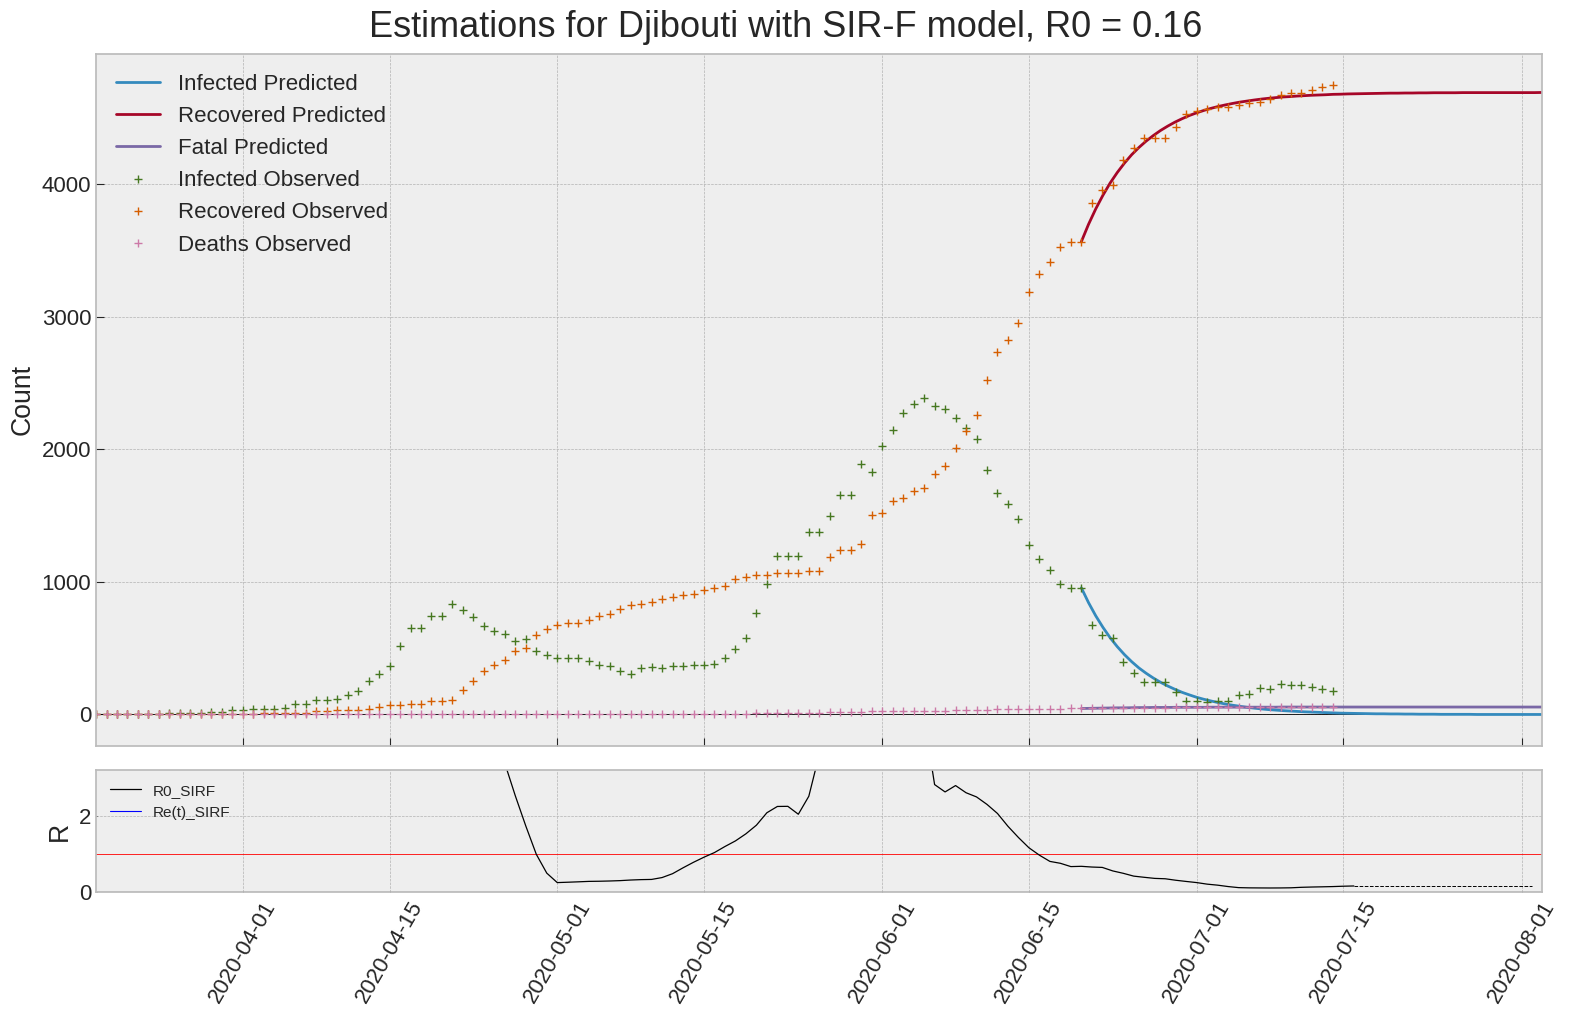 Estimations for Djibouti with SIR-F model, R0 = 0.16
Infected Predicted
Recovered Predicted
Fatal Predicted
Infected Observed
Recovered Observed
Deaths Observed
4000
3000
2000
1000
0
Count
R0_SIRF
Re(t)_SIRF
2
0
R
2020-04-01
2020-04-15
2020-05-01
2020-05-15
2020-06-01
2020-06-15
2020-07-01
2020-07-15
2020-08-01